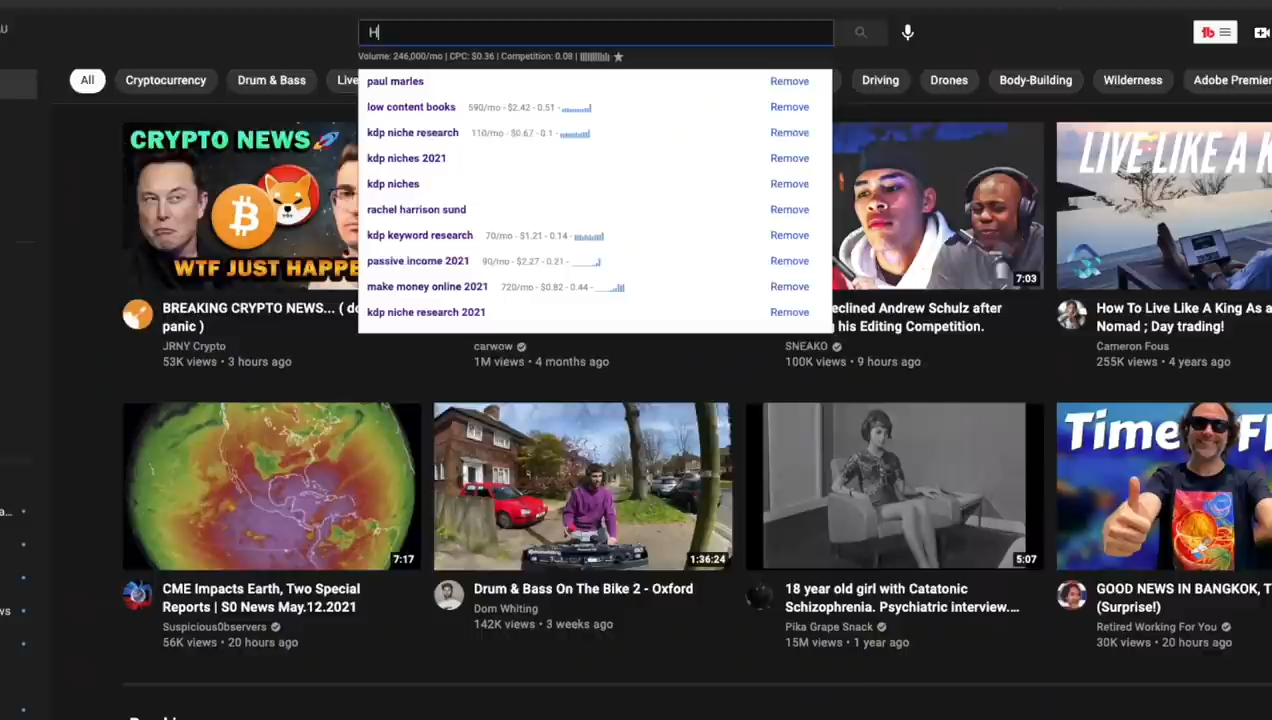 U
H
Volume: 246,000/mo | CPC: $0.36 | Competition: 0.08 |
All
Cryptocurrency
Drum & Bass
Live
Driving
Drones
Body-Building
Wilderness
Adobe Premier
paul marles Remove
low content books 590/mo - $2.42 - 0.51 - Remove
kdp niche research 110/mo - $0.67 - 0.1 - Remove
kdp niches 2021 Remove
kdp niches Remove
rachel harrison sund Remove
kdp keyword research 70/mo - $1.21 - 0.14 - Remove
passive income 2021 90/mo - $2.27 - 0.21 - Remove
make money online 2021 720/mo - $0.82 - 0.44 - Remove
kdp niche research 2021 Remove
CRYPTO NEWS
WTF JUST HAPPE
BREAKING CRYPTO NEWS... ( do
panic )
JRNY Crypto
53K views • 3 hours ago
carwow
1M views • 4 months ago
7:03
eclined Andrew Schulz after
his Editing Competition.
SNEAKO
100K views • 9 hours ago
LIVE LIKE A K
How To Live Like A King As a
Nomad ; Day trading!
Cameron Fous
255K views • 4 years ago
7:17
CME Impacts Earth, Two Special
Reports | S0 News May.12.2021
Suspicious0bservers
56K views • 20 hours ago
1:36:24
Drum & Bass On The Bike 2 - Oxford
Dom Whiting
142K views • 3 weeks ago
5:07
18 year old girl with Catatonic
Schizophrenia. Psychiatric interview....
Pika Grape Snack
15M views • 1 year ago
Time Fl
GOOD NEWS IN BANGKOK, T
(Surprise!)
Retired Working For You
30K views • 20 hours ago
a...
ws